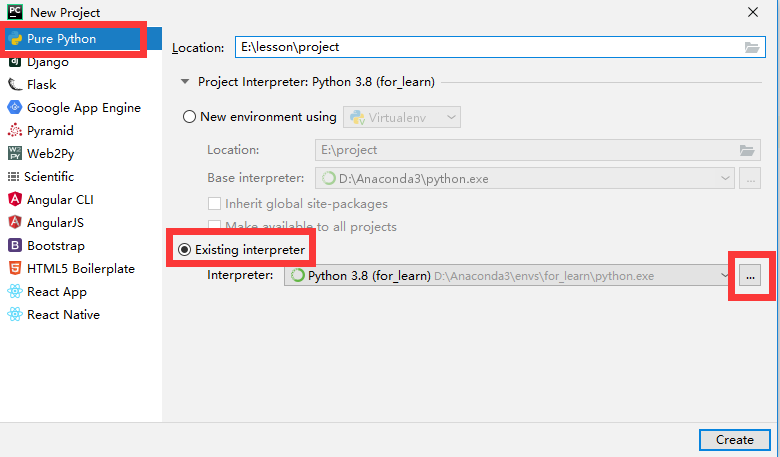 New Project
Pure Python
Django
Flask
Google App Engine
Pyramid
Web2Py
Scientific
Angular CLI
AngularJS
Bootstrap
HTML5 Boilerplate
React App
React Native
Location: E:\lesson\project
Project Interpreter: Python 3.8 (for_learn)
New environment using Virtualenv
Location: E:\project
Base interpreter: D:\Anaconda3\python.exe ...
Inherit global site-packages
Make available to all projects
Existing interpreter
Interpreter: Python 3.8 (for_learn) D:\Anaconda3\envs\for_learn\python.exe ...
Create